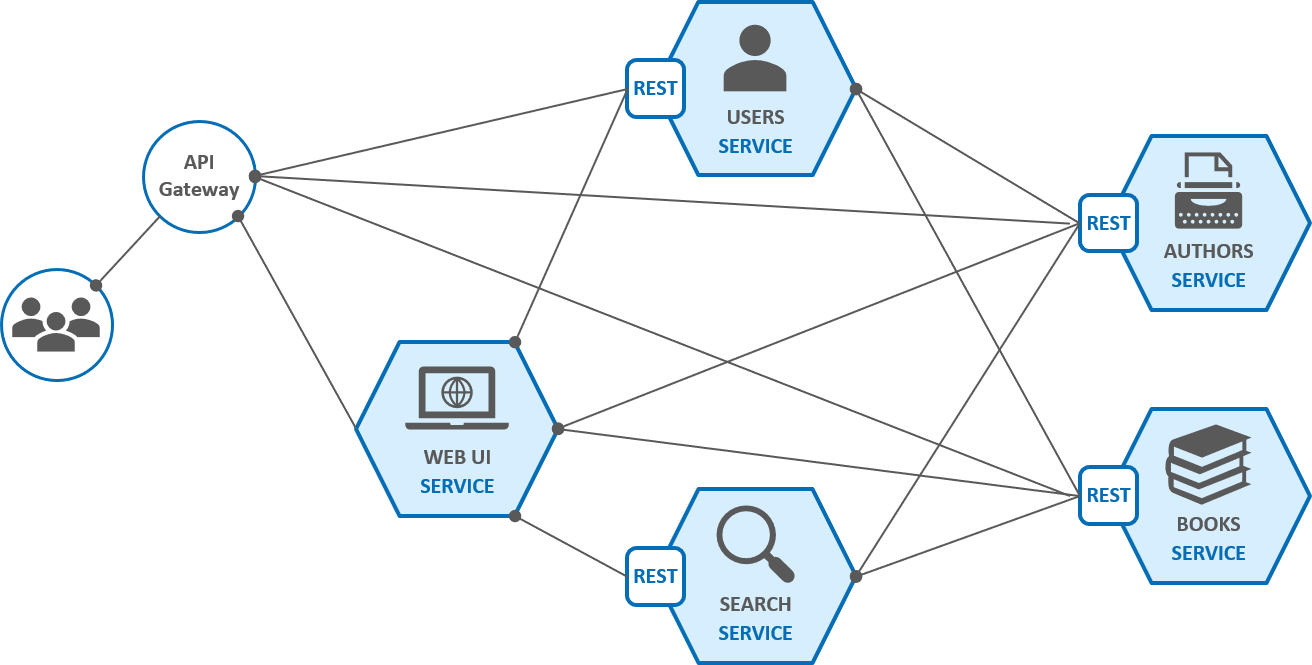 REST
USERS
SERVICE
API
Gateway
REST
AUTHORS
SERVICE
WEB UI
SERVICE
REST
BOOKS
SERVICE
REST
SEARCH
SERVICE